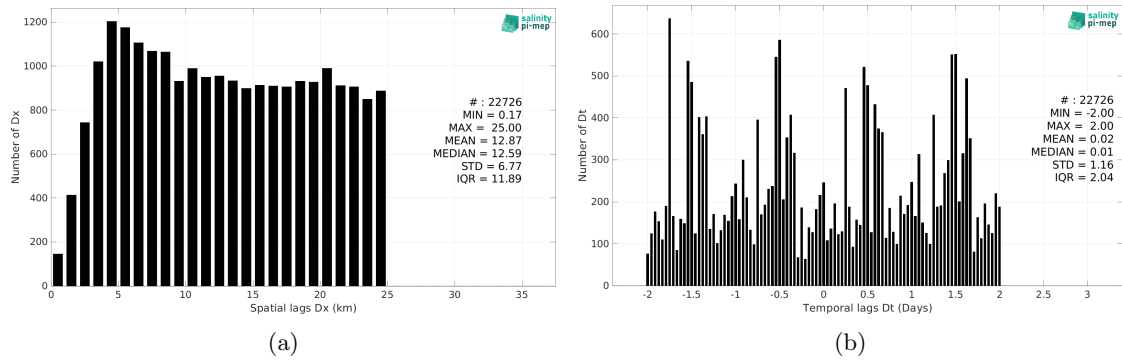 1200
1000
800
600
400
200
0
Number of Dx
salinity
pi-mep
# : 22726
MIN = 0.17
MAX = 25.00
MEAN = 12.87
MEDIAN = 12.59
STD = 6.77
IQR = 11.89
0 5 10 15 20 25 30 35
Spatial lags Dx (km)
(a)
600
500
400
300
200
100
0
Number of Dt
salinity
pi-mep
# : 22726
MIN = -2.00
MAX = 2.00
MEAN = 0.02
MEDIAN = 0.01
STD = 1.16
IQR = 2.04
-2 -1.5 -1 -0.5 0 0.5 1 1.5 2 2.5 3
Temporal lags Dt (Days)
(b)